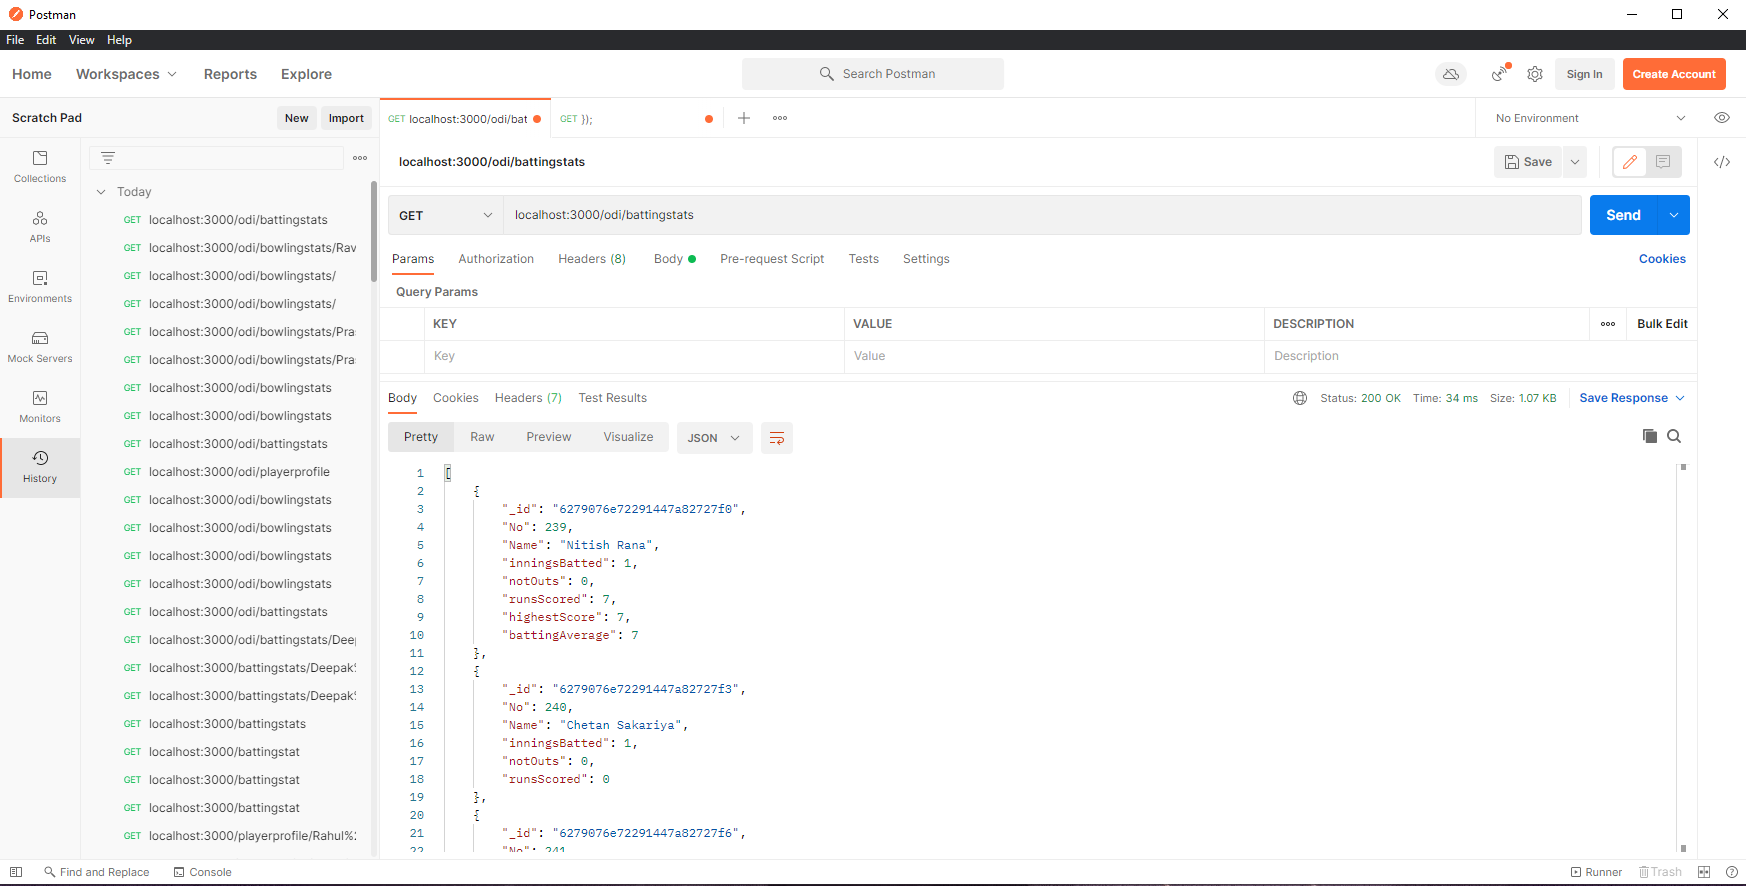 Postman
File Edit View Help
Home Workspaces Reports Explore Search Postman Sign In Create Account
Scratch Pad New Import GET localhost:3000/odi/bat GET }); No Environment
Collections
APIs
Environments
Mock Servers
Monitors
History
Today
GET localhost:3000/odi/battingstats
GET localhost:3000/odi/bowlingstats/Rav
GET localhost:3000/odi/bowlingstats/
GET localhost:3000/odi/bowlingstats/
GET localhost:3000/odi/bowlingstats/Pra
GET localhost:3000/odi/bowlingstats/Pra
GET localhost:3000/odi/bowlingstats
GET localhost:3000/odi/bowlingstats
GET localhost:3000/odi/battingstats
GET localhost:3000/odi/playerprofile
GET localhost:3000/odi/bowlingstats
GET localhost:3000/odi/bowlingstats
GET localhost:3000/odi/bowlingstats
GET localhost:3000/odi/bowlingstats
GET localhost:3000/odi/battingstats
GET localhost:3000/odi/battingstats/Deep
GET localhost:3000/battingstats/Deepak%
GET localhost:3000/battingstats/Deepak%
GET localhost:3000/battingstats
GET localhost:3000/battingstat
GET localhost:3000/battingstat
GET localhost:3000/battingstat
GET localhost:3000/playerprofile/Rahul%2
localhost:3000/odi/battingstats Save
GET localhost:3000/odi/battingstats Send
Params Authorization Headers (8) Body Pre-request Script Tests Settings Cookies
Query Params
KEY VALUE DESCRIPTION Bulk Edit
Key Value Description
Body Cookies Headers (7) Test Results Status: 200 OK Time: 34 ms Size: 1.07 KB Save Response
Pretty Raw Preview Visualize JSON
1 [
2 {
3 "_id": "6279076e72291447a82727f0",
4 "No": 239,
5 "Name": "Nitish Rana",
6 "inningsBatted": 1,
7 "notOuts": 0,
8 "runsScored": 7,
9 "highestScore": 7,
10 "battingAverage": 7
11 },
12 {
13 "_id": "6279076e72291447a82727f3",
14 "No": 240,
15 "Name": "Chetan Sakariya",
16 "inningsBatted": 1,
17 "notOuts": 0,
18 "runsScored": 0
19 },
20 {
21 "_id": "6279076e72291447a82727f6",
22 "No": 241,
Find and Replace Console Runner Trash